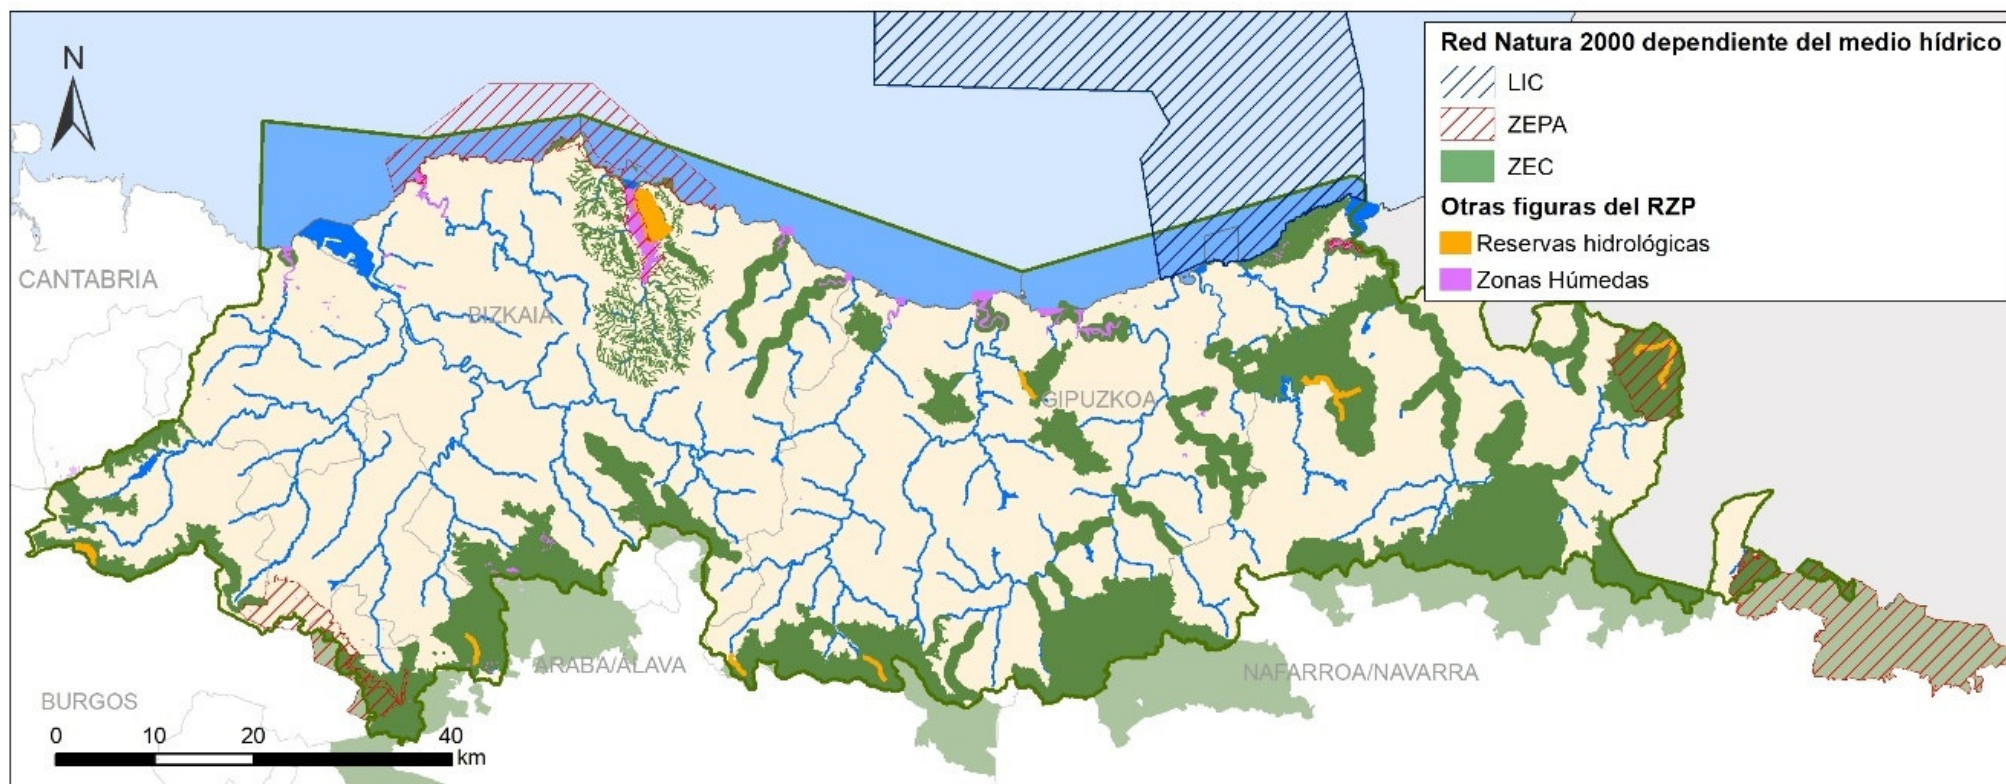 N
Red Natura 2000 dependiente del medio hídrico
LIC
ZEPA
ZEC
Otras figuras del RZP
Reservas hidrológicas
Zonas Húmedas
CANTABRIA
BIZKAIA
GIPUZKOA
ARABA/ALAVA
NAFARROA/NAVARRA
BURGOS
0 10 20 40
km